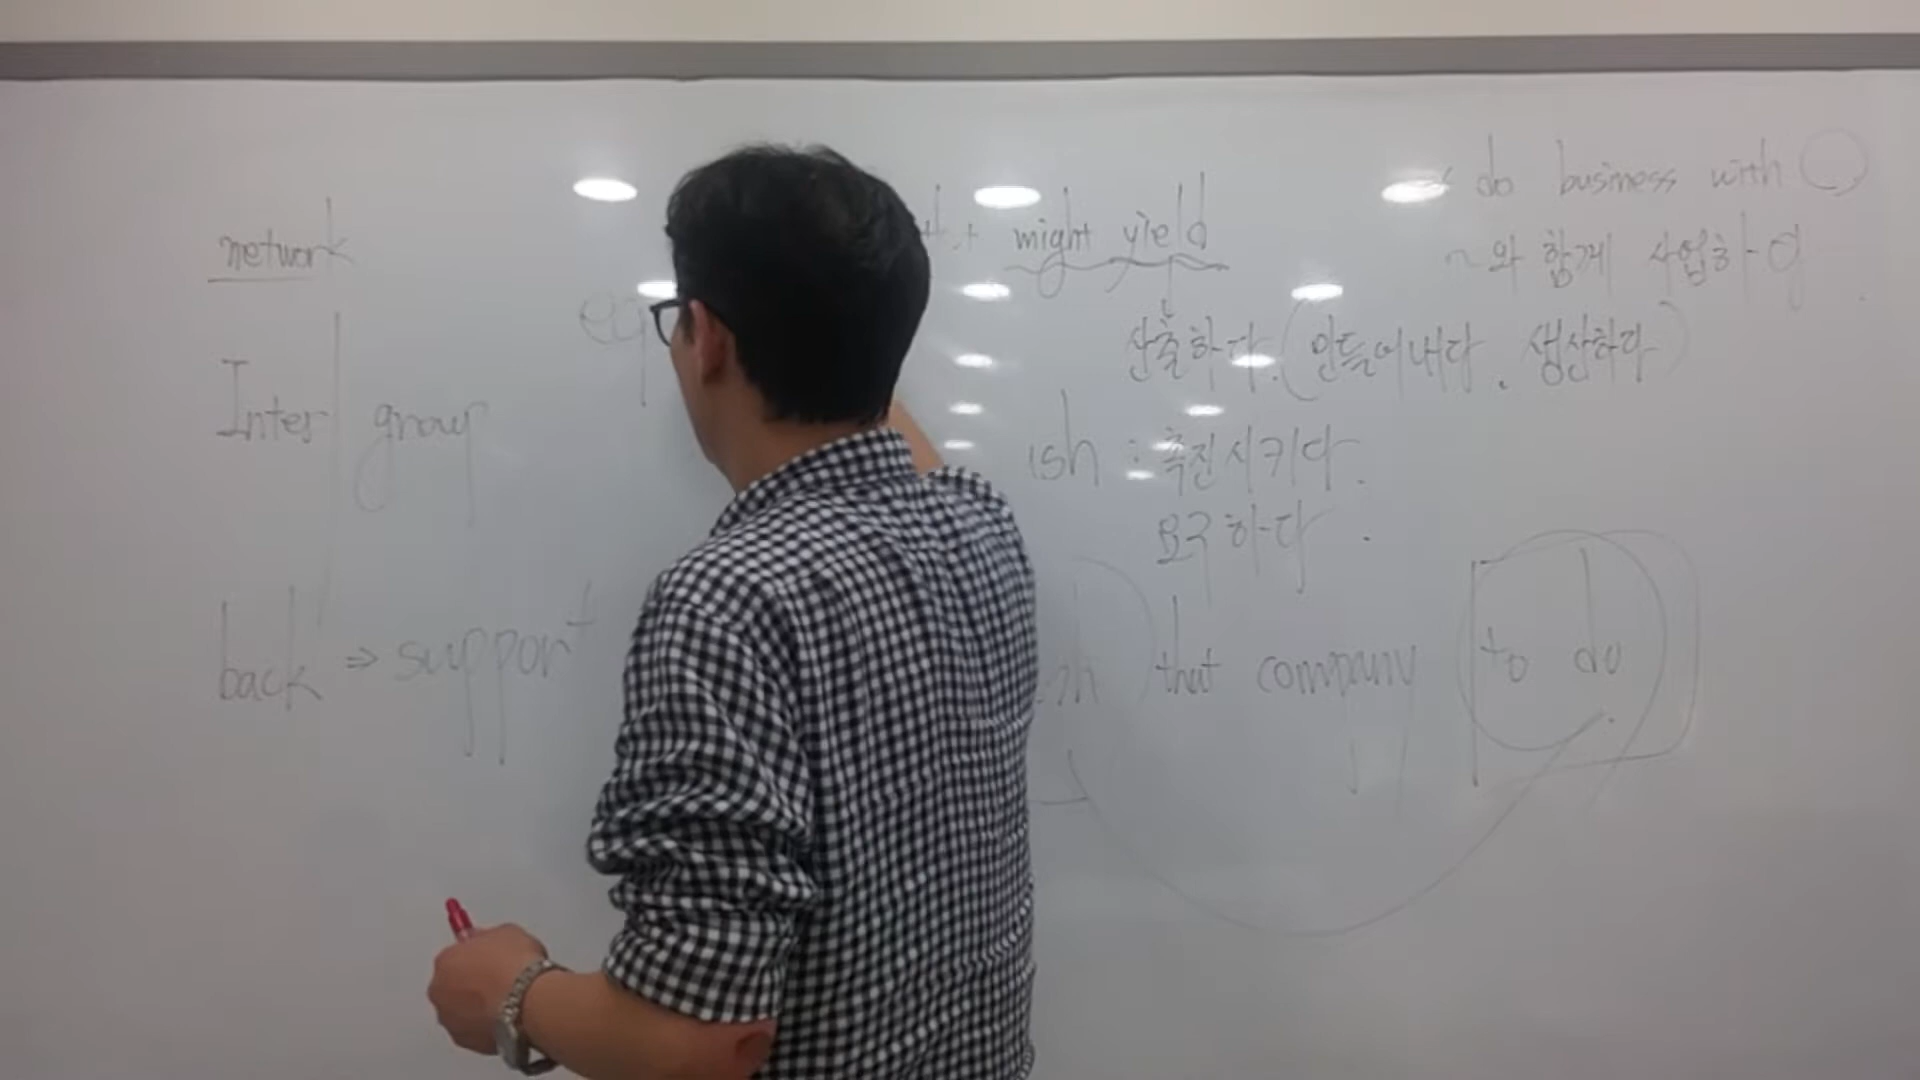 network
Inter group
back ⇒ support
eq
might yield
산출하다. (만들어내다. 생산하다)
ish : 촉진시키다.
요구하다.
that company to do
do business with
~와 함께 사업하여